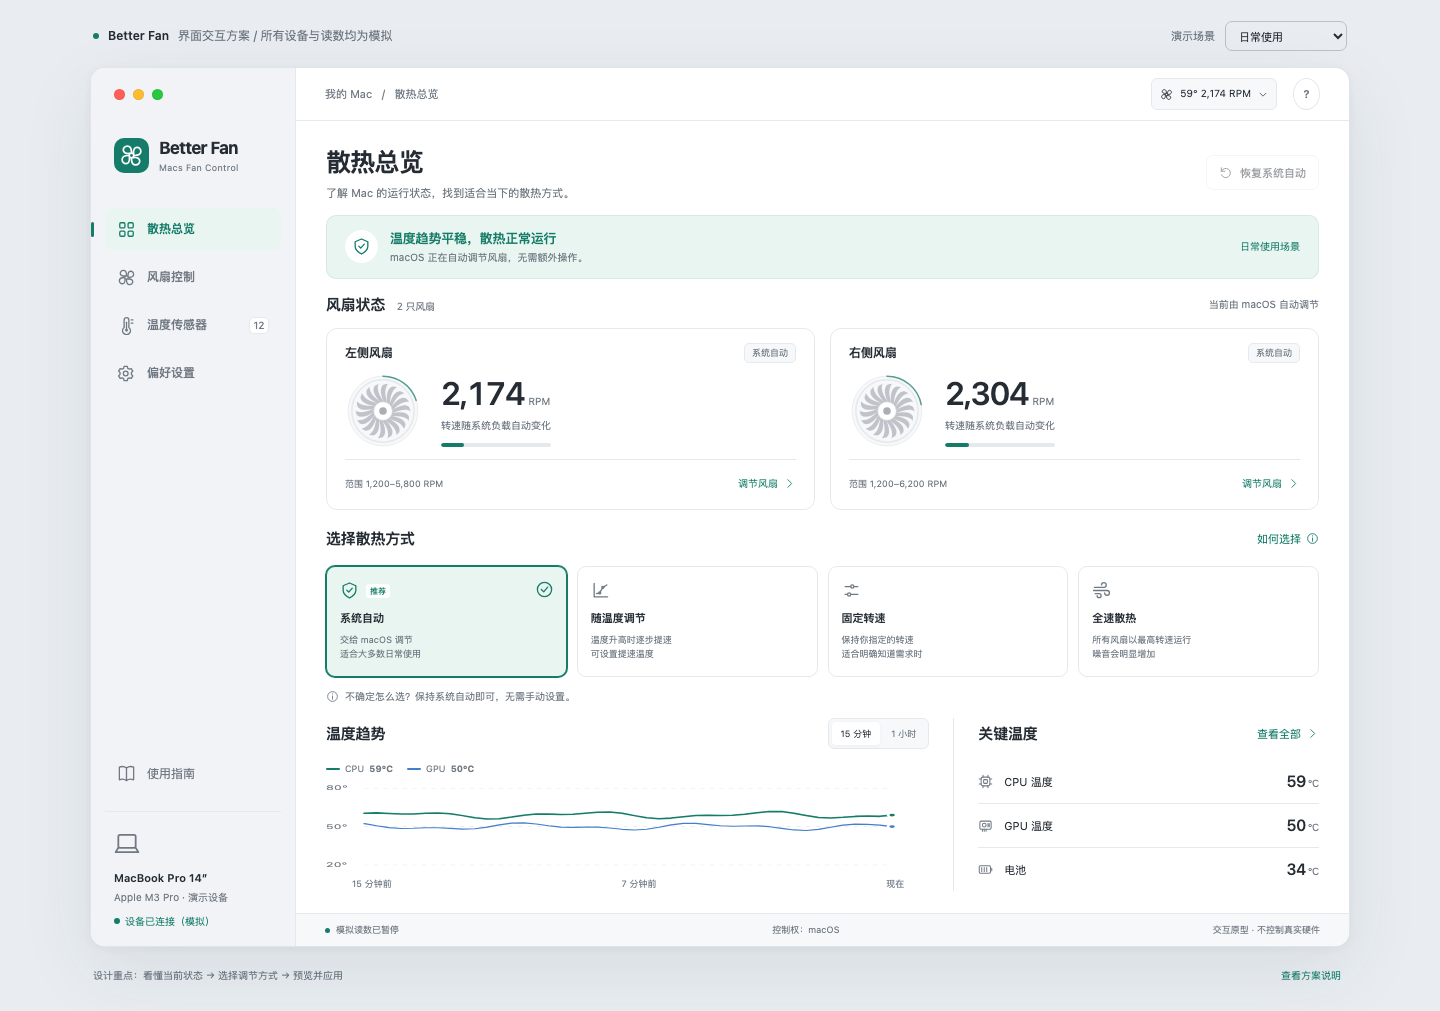 Better Fan 界面交互方案 / 所有设备与读数均为模拟
演示场景 日常使用
Better Fan
Macs Fan Control
散热总览
风扇控制
温度传感器 12
偏好设置
使用指南
MacBook Pro 14″
Apple M3 Pro · 演示设备
设备已连接（模拟）
我的 Mac / 散热总览
59° 2,174 RPM
?
散热总览
了解 Mac 的运行状态，找到适合当下的散热方式。
恢复系统自动
温度趋势平稳，散热正常运行
macOS 正在自动调节风扇，无需额外操作。
日常使用场景
风扇状态 2 只风扇
当前由 macOS 自动调节
左侧风扇 系统自动
2,174 RPM
转速随系统负载自动变化
范围 1,200–5,800 RPM
调节风扇
右侧风扇 系统自动
2,304 RPM
转速随系统负载自动变化
范围 1,200–6,200 RPM
调节风扇
选择散热方式
如何选择
推荐
系统自动
交给 macOS 调节
适合大多数日常使用
随温度调节
温度升高时逐步提速
可设置提速温度
固定转速
保持你指定的转速
适合明确知道需求时
全速散热
所有风扇以最高转速运行
噪音会明显增加
不确定怎么选？保持系统自动即可，无需手动设置。
温度趋势
15 分钟 1 小时
CPU 59°C GPU 50°C
80°
50°
20°
15 分钟前 7 分钟前 现在
关键温度
查看全部
CPU 温度 59 °C
GPU 温度 50 °C
电池 34 °C
模拟读数已暂停
控制权：macOS
交互原型 · 不控制真实硬件
设计重点：看懂当前状态 → 选择调节方式 → 预览并应用
查看方案说明